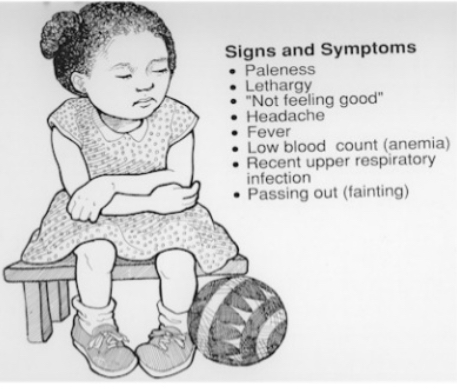 Signs and Symptoms
• Paleness
• Lethargy
• "Not feeling good"
• Headache
• Fever
• Low blood count (anemia)
• Recent upper respiratory
infection
• Passing out (fainting)